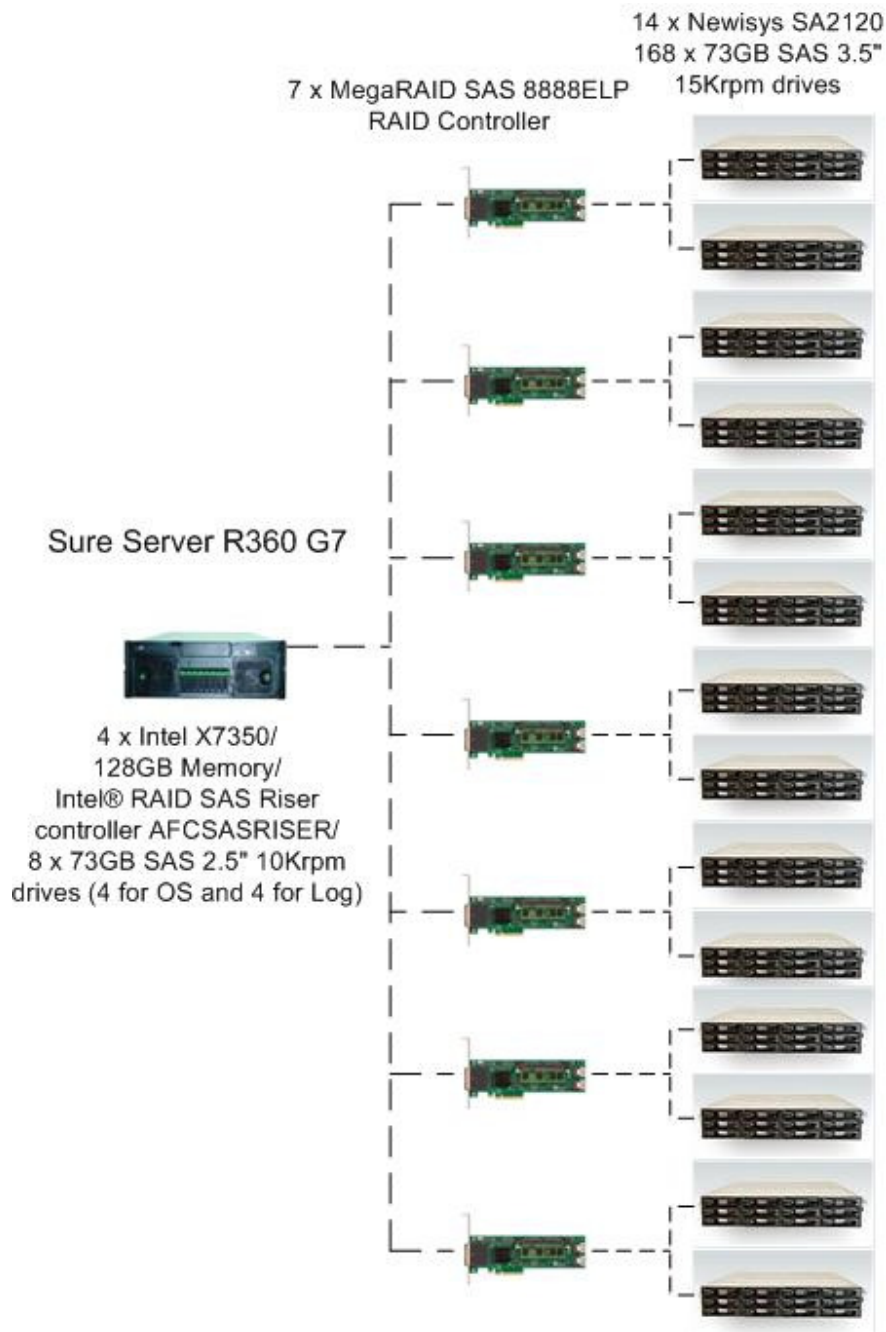 14 x Newisys SA2120
168 x 73GB SAS 3.5"
15Krpm drives
7 x MegaRAID SAS 8888ELP
RAID Controller
Sure Server R360 G7
4 x Intel X7350/
128GB Memory/
Intel® RAID SAS Riser
controller AFCSASRISER/
8 x 73GB SAS 2.5" 10Krpm
drives (4 for OS and 4 for Log)